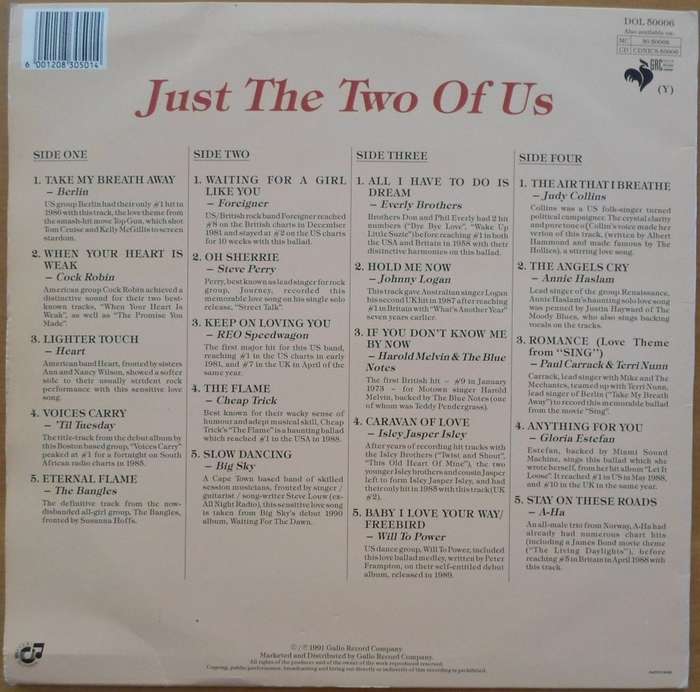 6 001208 305014
DOL 50006
Also available on:
MC 30 50006
CD CDNICS 50006
GRC
(Y)
Just The Two Of Us
SIDE ONE
1. TAKE MY BREATH AWAY
– Berlin
US group Berlin had their only #1 hit in
1986 with this track, the love theme from
the smash-hit move Top Gun, which shot
Tom Cruise and Kelly McGillis to screen
stardom.
2. WHEN YOUR HEART IS
WEAK
– Cock Robin
American group Cock Robin achieved a
distinctive sound for their two best-
known tracks, "When Your Heart Is
Weak", as well as "The Promise You
Made".
3. LIGHTER TOUCH
– Heart
American band Heart, fronted by sisters
Ann and Nancy Wilson, showed a softer
side to their usually strident rock
performance with this sensitive love
song.
4. VOICES CARRY
– 'Til Tuesday
The title-track from the debut album by
this Boston based group, "Voices Carry"
peaked at #1 for a fortnight on South
African radio charts in 1985.
5. ETERNAL FLAME
– The Bangles
The definitive track from the now-
disbanded all-girl group, The Bangles,
fronted by Susanna Hoffs.
SIDE TWO
1. WAITING FOR A GIRL
LIKE YOU
– Foreigner
US/British rock band Foreigner reached
#8 on the British charts in December
1981 and stayed at #2 on the US charts
for 10 weeks with this ballad.
2. OH SHERRIE
– Steve Perry
Perry, best known as lead singer for rock
group, Journey, recorded this
memorable love song on his single solo
release, "Street Talk".
3. KEEP ON LOVING YOU
– REO Speedwagon
The first major hit for this US band,
reaching #1 in the US charts in early
1981, and #7 in the UK in April of the
same year.
4. THE FLAME
– Cheap Trick
Best known for their wacky sense of
humour and adept musical skill, Cheap
Trick's "The Flame" is a haunting ballad
which reached #1 in the USA in 1988.
5. SLOW DANCING
– Big Sky
A Cape Town based band of skilled
session musicians, fronted by singer /
guitarist / song-writer Steve Louw (ex-
All Night Radio), this sensitive love song
is taken from Big Sky's debut 1990
album, Waiting For The Dawn.
SIDE THREE
1. ALL I HAVE TO DO IS
DREAM
– Everly Brothers
Brothers Don and Phil Everly had 2 hit
numbers ("Bye Bye Love", "Wake Up
Little Suzie") before reaching #1 in both
the USA and Britain in 1958 with their
distinctive harmonies on this ballad.
2. HOLD ME NOW
– Johnny Logan
This track gave Australian singer Logan
his second UK hit in 1987 after reaching
#1 in Britain with "What's Another Year"
seven years earlier.
3. IF YOU DON'T KNOW ME
BY NOW
– Harold Melvin & The Blue
Notes
The first British hit – #9 in January
1973 – for Motown singer Harold
Melvin, backed by The Blue Notes (one
of whom was Teddy Pendergrass).
4. CARAVAN OF LOVE
– Isley Jasper Isley
After years of recording hit tracks with
the Isley Brothers ("Twist and Shout",
"This Old Heart Of Mine"), the two
younger Isley brothers and cousin Jasper
left to form Isley Jasper Isley, and had
their only hit in 1985 with this track (UK
#2).
5. BABY I LOVE YOUR WAY/
FREEBIRD
– Will To Power
US dance group, Will To Power, included
this love ballad medley, written by Peter
Frampton, on their self-entitled debut
album, released in 1989.
SIDE FOUR
1. THE AIR THAT I BREATHE
– Judy Collins
Collins was a US folk-singer turned
political campaigner. The crystal clarity
and pure tone of Collin's voice made her
verion of this track, written by Albert
Hammond and made famous by The
Hollies), a stirring love song.
2. THE ANGELS CRY
– Annie Haslam
Lead singer of the group Renaissance,
Annie Haslam's haunting solo love song
was penned by Justin Hayward of The
Moody Blues, who also sings backing
vocals on the tracks.
3. ROMANCE (Love Theme
from "SING")
– Paul Carrack & Terri Nunn
Carrack, lead singer with Mike and The
Mechanics, teamed up with Terri Nunn,
lead singer of Berlin ("Take My Breath
Away") to record this memorable ballad
from the movie "Sing".
4. ANYTHING FOR YOU
– Gloria Estefan
Estefan, backed by Miami Sound
Machine, sings this ballad which she
wrote herself, from her hit album "Let It
Loose". It reached #1 in US in May 1988,
and #10 in the UK in the same year.
5. STAY ON THESE ROADS
– A-Ha
An all-male trio from Norway, A-Ha had
already had numerous chart hits
(including a James Bond movie theme
("The Living Daylights"), before
reaching #5 in Britain in April 1988 with
this track.
© / ℗ 1991 Gallo Record Company
Marketed and Distributed by Gallo Record Company.
All rights of the producer and of the owner of the work reproduced reserved.
Copying, public performance, broadcasting and hiring out directly or indirectly of this recording is prohibited.